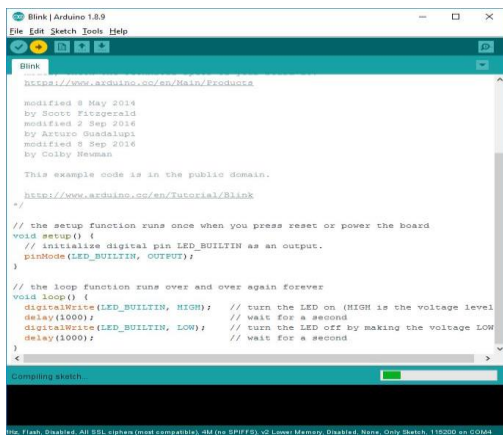 Blink | Arduino 1.8.9
File Edit Sketch Tools Help
Blink
https://www.arduino.cc/en/Main/Products
modified 8 May 2014
by Scott Fitzgerald
modified 2 Sep 2016
by Arturo Guadalupi
modified 8 Sep 2016
by Colby Newman
This example code is in the public domain.
http://www.arduino.cc/en/Tutorial/Blink
*/
// the setup function runs once when you press reset or power the board
void setup() {
// initialize digital pin LED_BUILTIN as an output.
pinMode(LED_BUILTIN, OUTPUT);
}
// the loop function runs over and over again forever
void loop() {
digitalWrite(LED_BUILTIN, HIGH); // turn the LED on (HIGH is the voltage level
delay(1000); // wait for a second
digitalWrite(LED_BUILTIN, LOW); // turn the LED off by making the voltage LOW
delay(1000); // wait for a second
}
Compiling sketch...
Hz, Flash, Disabled, All SSL ciphers (most compatible), 4M (no SPIFFS), v2 Lower Memory, Disabled, None, Only Sketch, 115200 on COM4